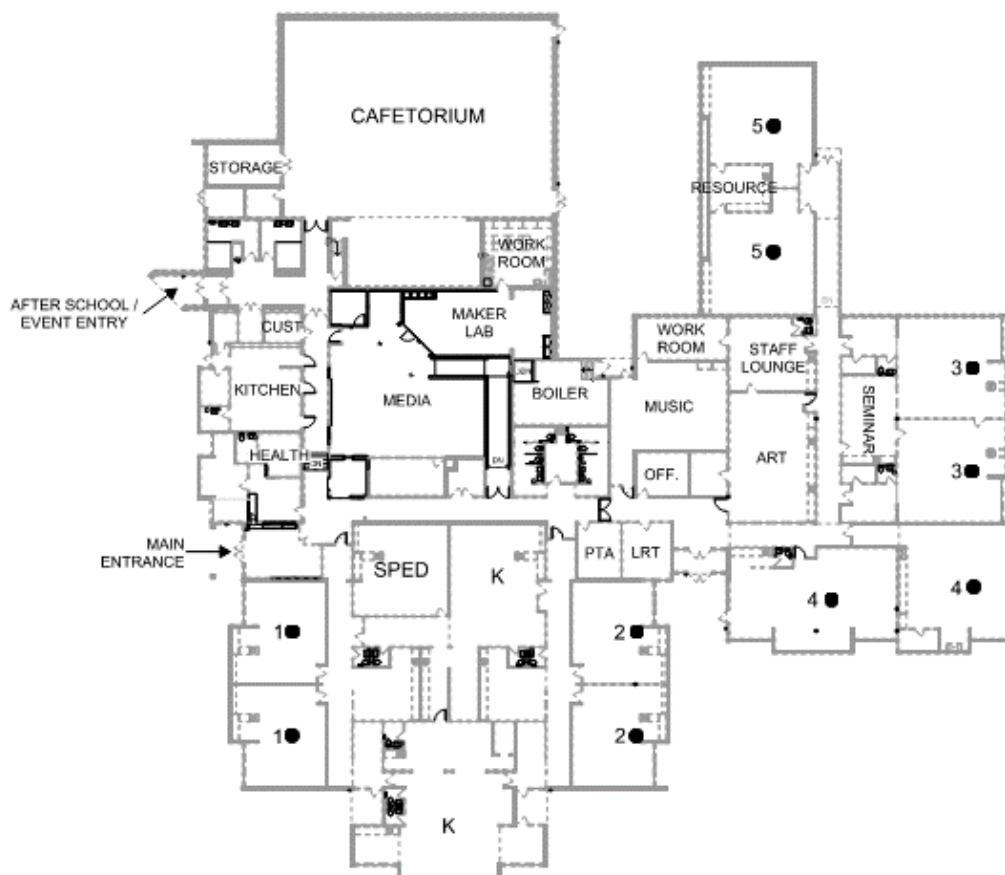 CAFETORIUM
5
STORAGE
RESOURCE
WORK
ROOM
5
AFTER SCHOOL /
EVENT ENTRY
CUST
MAKER
LAB
WORK
ROOM
STAFF
LOUNGE
3
KITCHEN
MEDIA
BOILER
MUSIC
SEMINAR
HEALTH
DN
OFF.
ART
3
MAIN
ENTRANCE
SPED
K
PTA
LRT
4
4
1
2
1
2
K